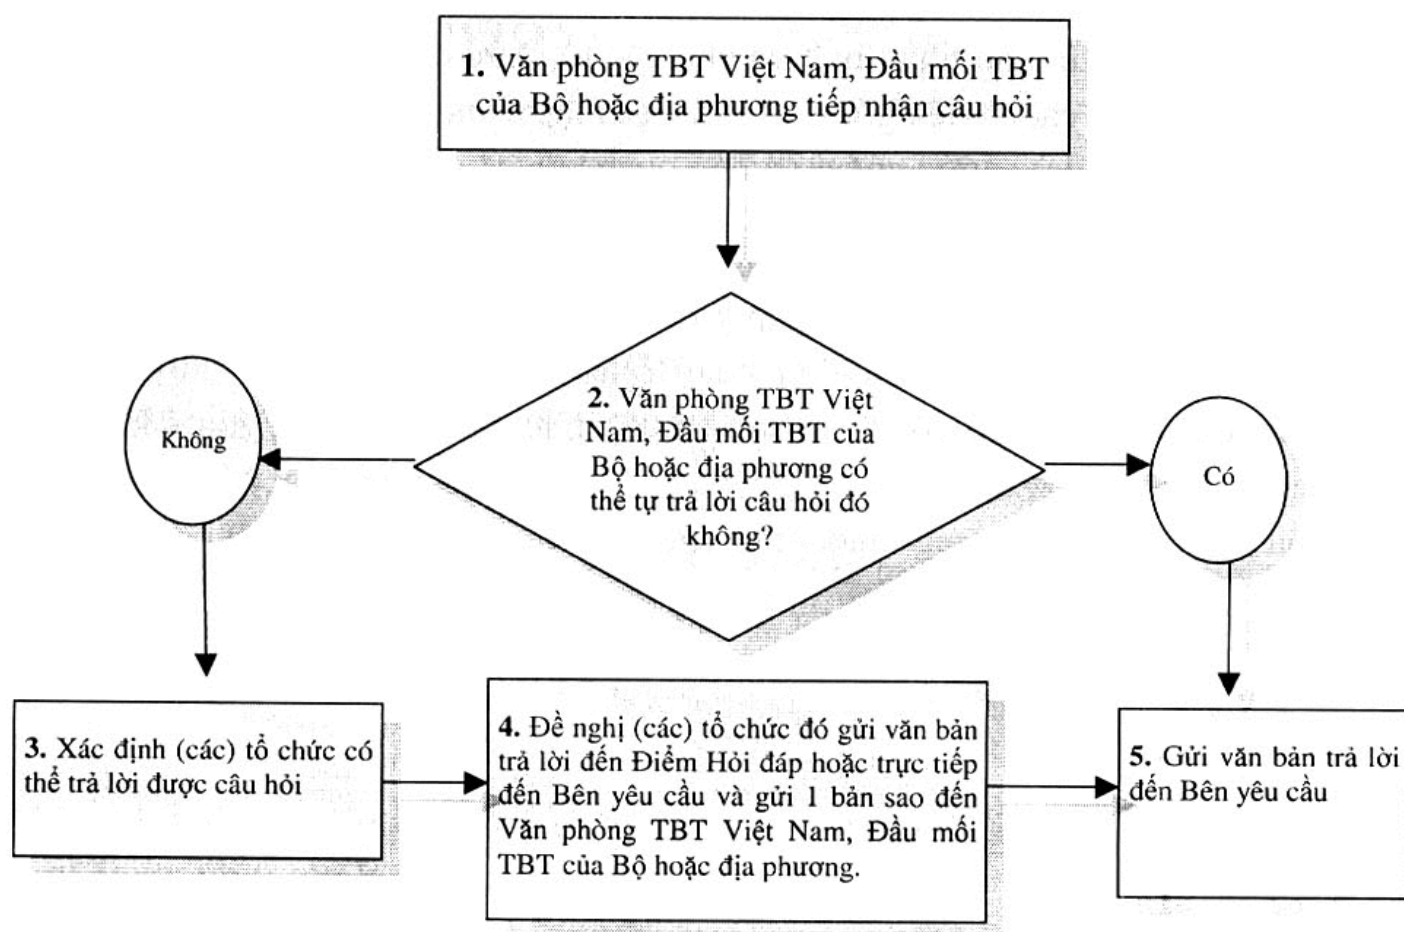 1. Văn phòng TBT Việt Nam, Đầu mối TBT
của Bộ hoặc địa phương tiếp nhận câu hỏi
2. Văn phòng TBT Việt
Nam, Đầu mối TBT của
Bộ hoặc địa phương có
thể tự trả lời câu hỏi đó
không?
Không
Có
3. Xác định (các) tổ chức có
thể trả lời được câu hỏi
4. Đề nghị (các) tổ chức đó gửi văn bản
trả lời đến Điểm Hỏi đáp hoặc trực tiếp
đến Bên yêu cầu và gửi 1 bản sao đến
Văn phòng TBT Việt Nam, Đầu mối
TBT của Bộ hoặc địa phương.
5. Gửi văn bản trả lời
đến Bên yêu cầu